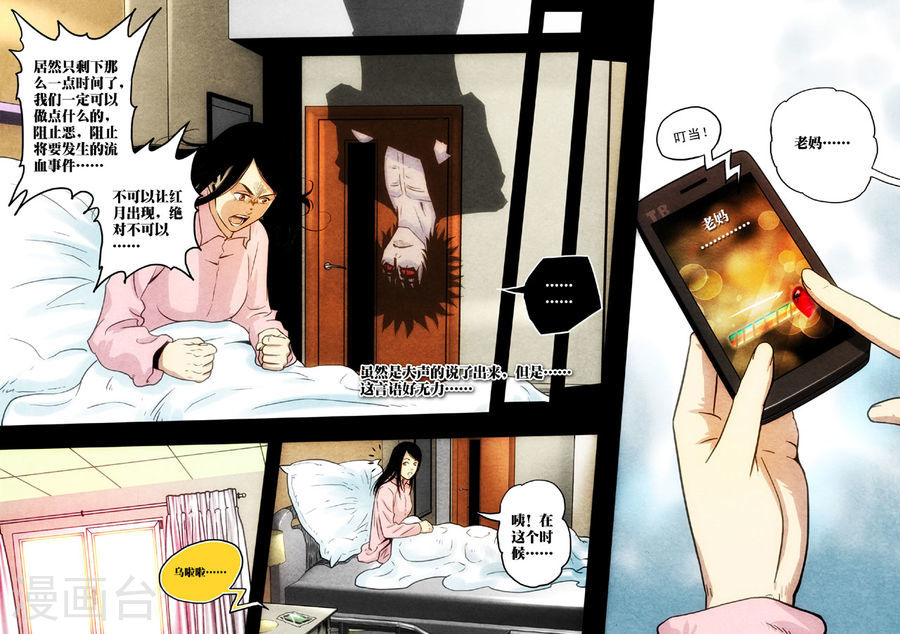 居然只剩下那
么一点时间了,
我们一定可以
做点什么的,
阻止恶,阻止
将要发生的流
血事件……
不可以让红
月出现,绝
对不可以
……
……
……
虽然是大声的说了出来,但是……
这言语好无力……
乌啦啦……
咦!在
这个时
候……
叮当!
老妈……
TB
老妈
…………
漫画台